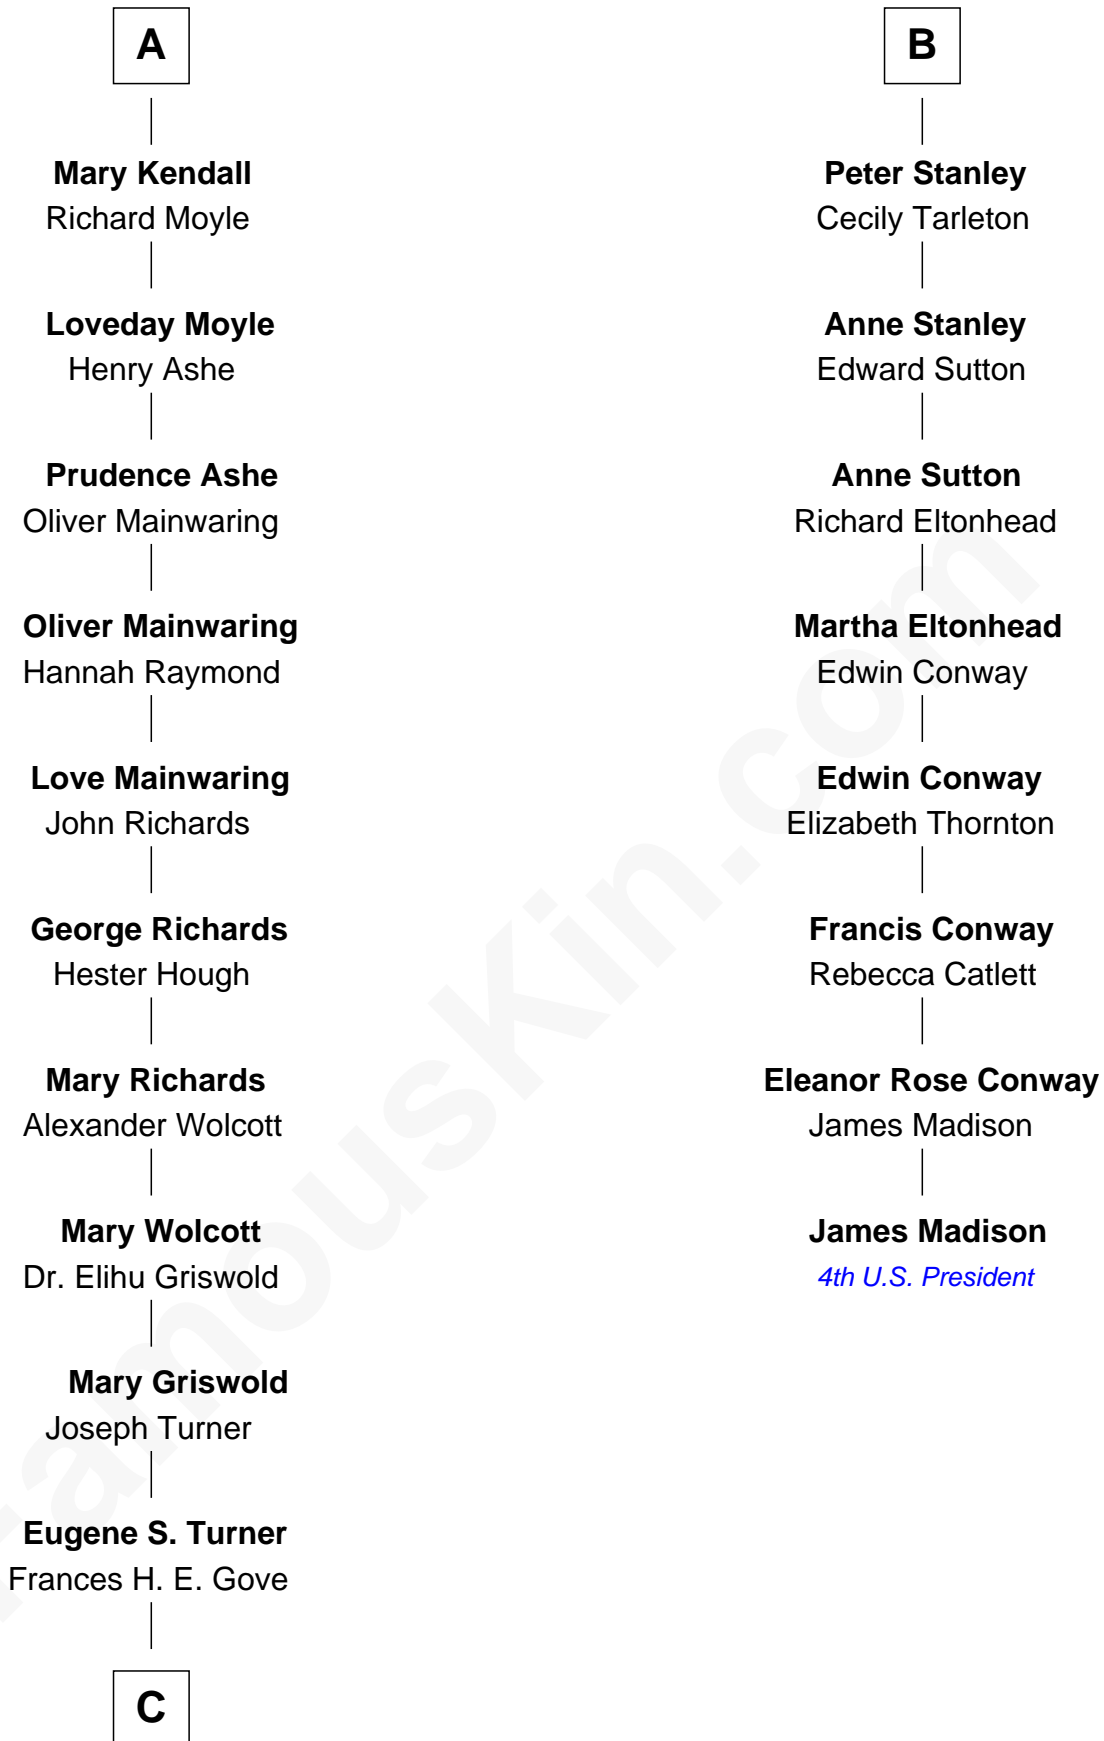 A
Mary Kendall
Richard Moyle
Loveday Moyle
Henry Ashe
Prudence Ashe
Oliver Mainwaring
Oliver Mainwaring
Hannah Raymond
Love Mainwaring
John Richards
George Richards
Hester Hough
Mary Richards
Alexander Wolcott
Mary Wolcott
Dr. Elihu Griswold
Mary Griswold
Joseph Turner
Eugene S. Turner
Frances H. E. Gove
C
B
Peter Stanley
Cecily Tarleton
Anne Stanley
Edward Sutton
Anne Sutton
Richard Eltonhead
Martha Eltonhead
Edwin Conway
Edwin Conway
Elizabeth Thornton
Francis Conway
Rebecca Catlett
Eleanor Rose Conway
James Madison
James Madison
4th U.S. President
FamousKin.com